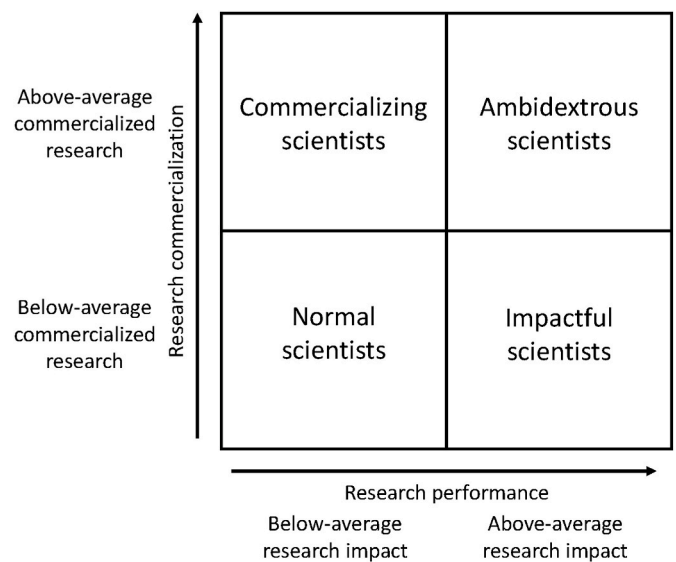 Above-average
commercialized
research
Below-average
commercialized
research
Research commercialization
Commercializing
scientists
Ambidextrous
scientists
Normal
scientists
Impactful
scientists
Research performance
Below-average
research impact
Above-average
research impact